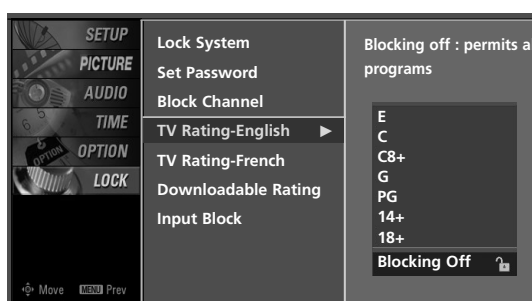 SETUP
PICTURE
AUDIO
TIME
OPTION
LOCK
Move MENU Prev
Lock System
Set Password
Block Channel
TV Rating-English
TV Rating-French
Downloadable Rating
Input Block
Blocking off : permits a
programs
E
C
C8+
G
PG
14+
18+
Blocking Off